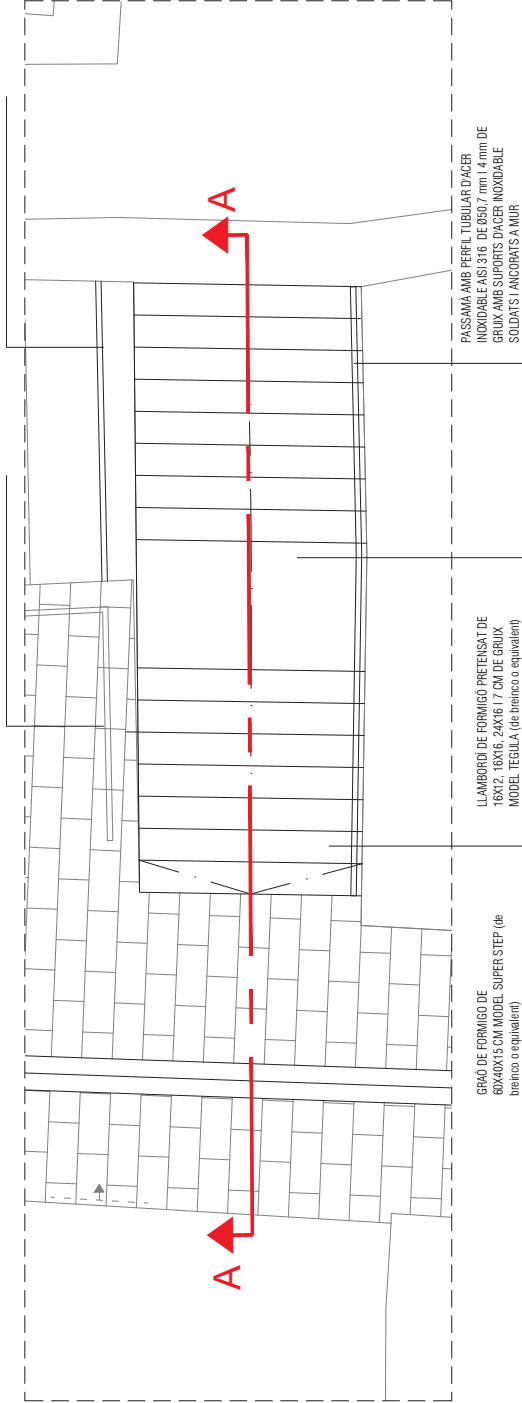 A
A
PASSAMÀ AMB PERFIL TUBULAR D'ACER
INOXIDABLE AISI 316 DE Ø50,7 mm I 4 mm DE
GRUIX AMB SUPORTS D'ACER INOXIDABLE
SOLDATS I ANCORATS A MUR
LLAMBORDÍ DE FORMIGÓ PRETENSAT DE
16X12, 16X16, 24X16 I 7 CM DE GRUIX
MODEL TEGULA (de breinco o equivalent)
GRAÓ DE FORMIGO DE
60X40X15 CM MODEL SUPER STEP (de
breinco o equivalent)